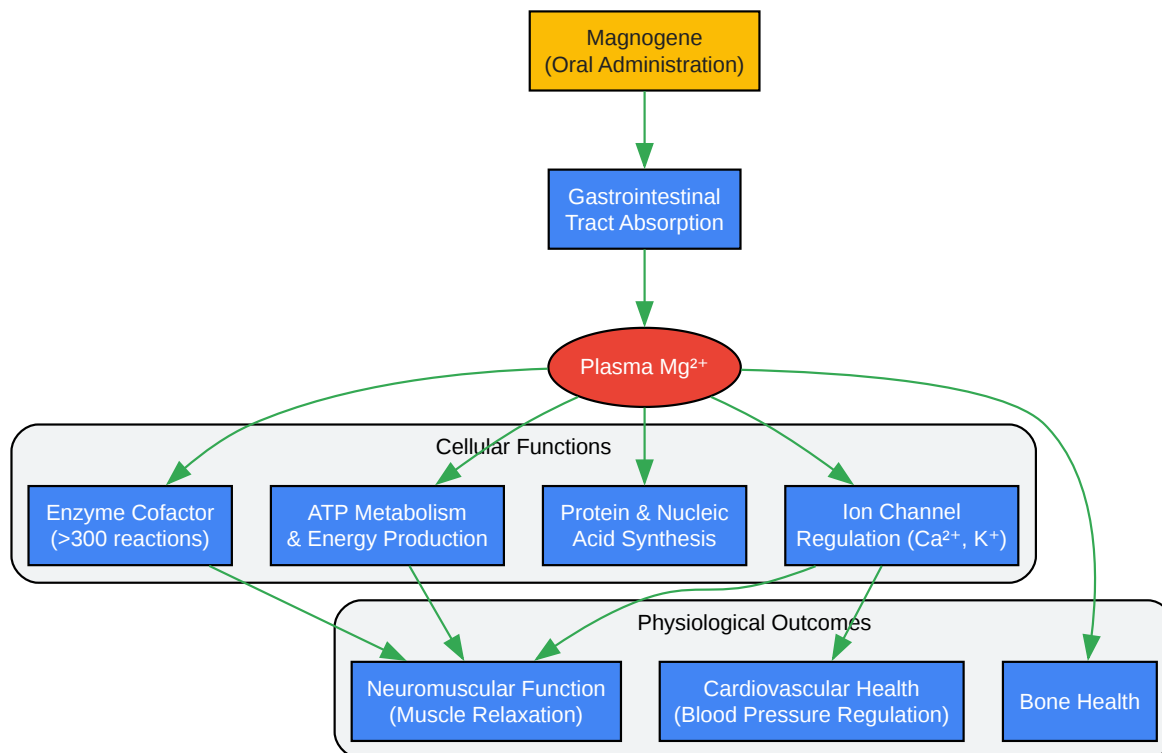 Magnogene
(Oral Administration)
Gastrointestinal
Tract Absorption
Plasma Mg²⁺
Cellular Functions
Enzyme Cofactor
(>300 reactions)
ATP Metabolism
& Energy Production
Protein & Nucleic
Acid Synthesis
Ion Channel
Regulation (Ca²⁺, K⁺)
Physiological Outcomes
Neuromuscular Function
(Muscle Relaxation)
Cardiovascular Health
(Blood Pressure Regulation)
Bone Health